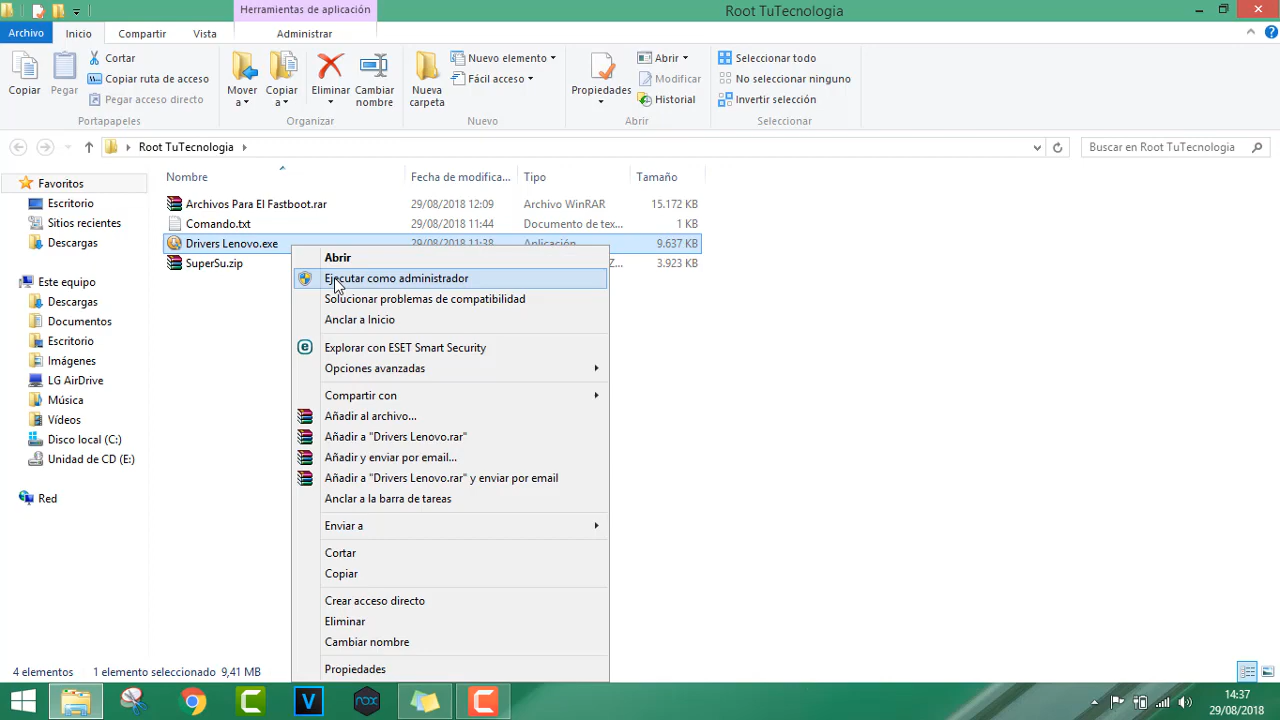 Herramientas de aplicación
Root TuTecnologia
Archivo
Inicio
Compartir
Vista
Administrar
Copiar
Pegar
Cortar
Copiar ruta de acceso
Pegar acceso directo
Portapapeles
Mover a
Copiar a
Eliminar
Cambiar nombre
Organizar
Nueva carpeta
Nuevo elemento
Fácil acceso
Nuevo
Propiedades
Abrir
Modificar
Historial
Abrir
Seleccionar todo
No seleccionar ninguno
Invertir selección
Seleccionar
Root TuTecnologia
Buscar en Root TuTecnologia
Nombre
Fecha de modifica...
Tipo
Tamaño
Archivos Para El Fastboot.rar 29/08/2018 12:09 Archivo WinRAR 15.172 KB
Comando.txt 29/08/2018 11:44 Documento de tex... 1 KB
Drivers Lenovo.exe 29/08/2018 11:38 Aplicación 9.637 KB
SuperSu.zip Z... 3.923 KB
Favoritos
Escritorio
Sitios recientes
Descargas
Este equipo
Descargas
Documentos
Escritorio
Imágenes
LG AirDrive
Música
Vídeos
Disco local (C:)
Unidad de CD (E:)
Red
Abrir
Ejecutar como administrador
Solucionar problemas de compatibilidad
Anclar a Inicio
Explorar con ESET Smart Security
Opciones avanzadas
Compartir con
Añadir al archivo...
Añadir a "Drivers Lenovo.rar"
Añadir y enviar por email...
Añadir a "Drivers Lenovo.rar" y enviar por email
Anclar a la barra de tareas
Enviar a
Cortar
Copiar
Crear acceso directo
Eliminar
Cambiar nombre
Propiedades
4 elementos
1 elemento seleccionado 9,41 MB
nox
14:37
29/08/2018